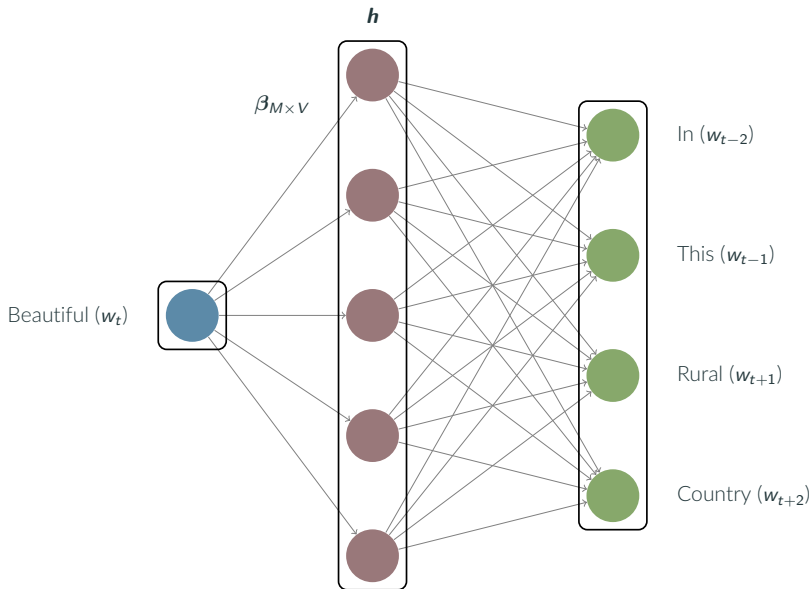 h
β_{M×V}
In (w_{t−2})
This (w_{t−1})
Beautiful (w_t)
Rural (w_{t+1})
Country (w_{t+2})